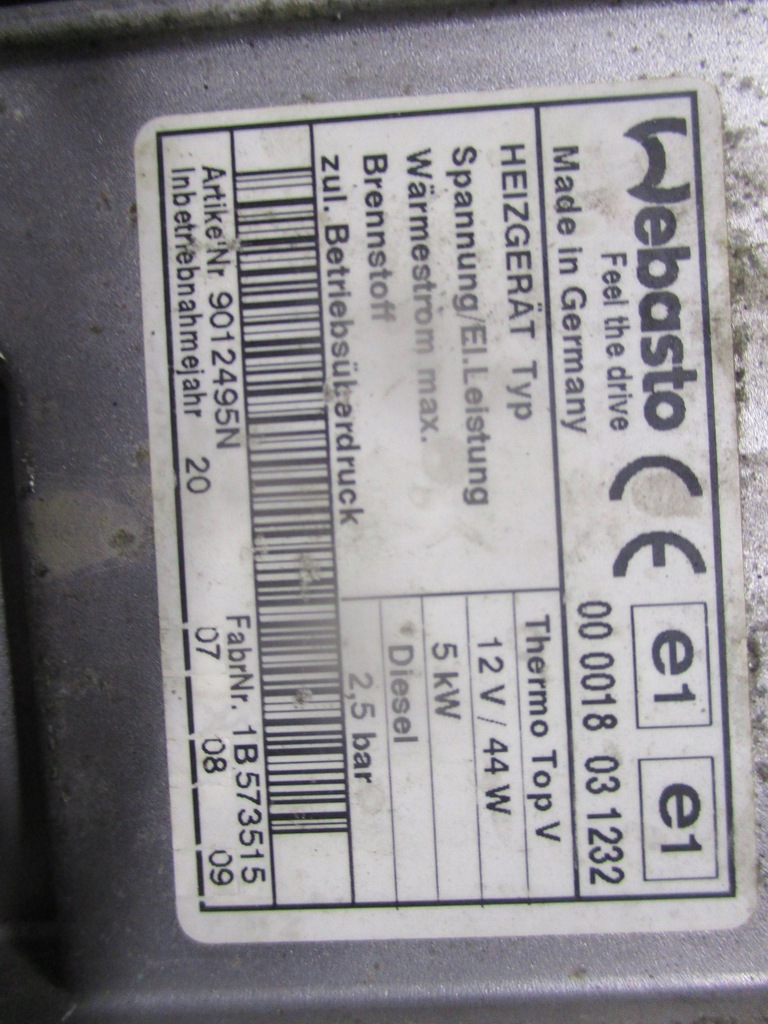 Webasto CE e1 e1
Feel the drive 00 0018 03 1232
Made in Germany
HEIZGERÄT Typ Thermo Top V
Spannung/El.Leistung 12 V / 44 W
Wärmestrom max. 5 kW
Brennstoff Diesel
zul. Betriebsüberdruck 2,5 bar
Artikel Nr. 9012495N FabrNr. 1B573515
Inbetriebnahmejahr 20 07 08 09